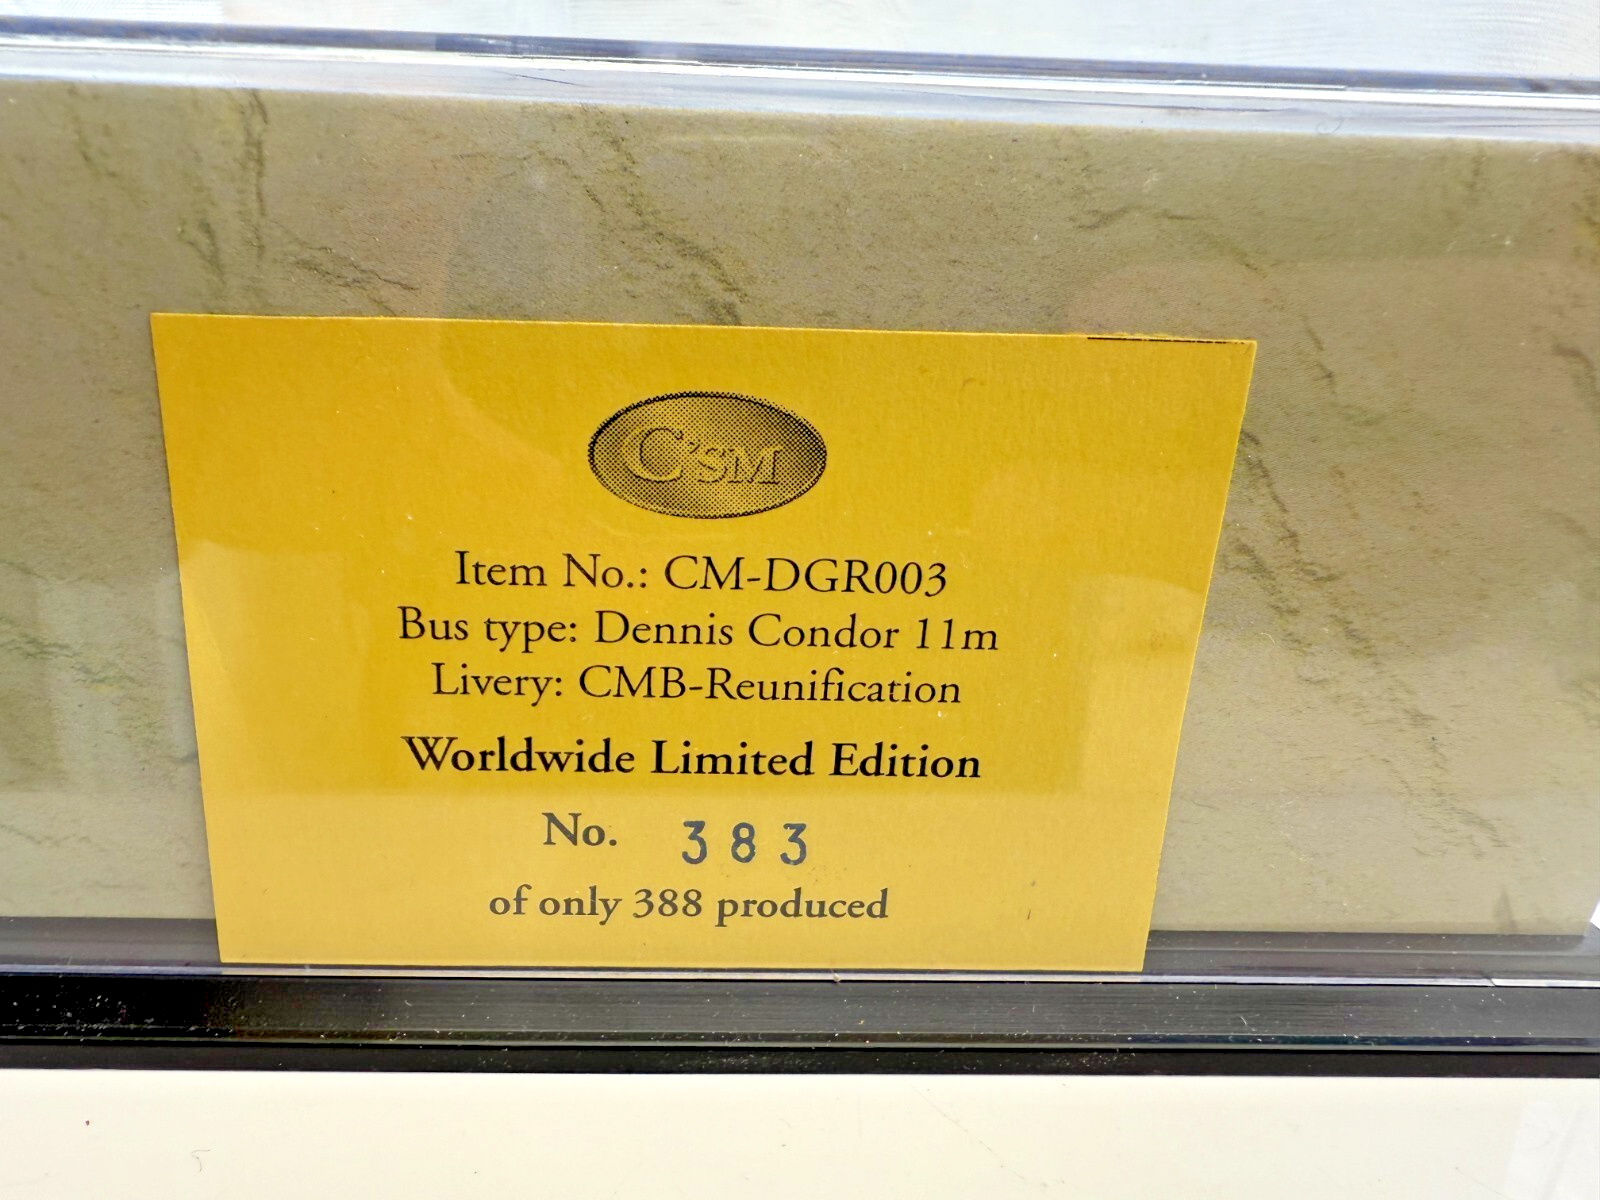 C'SM
Item No.: CM-DGR003
Bus type: Dennis Condor 11m
Livery: CMB-Reunification
Worldwide Limited Edition
No. 383
of only 388 produced